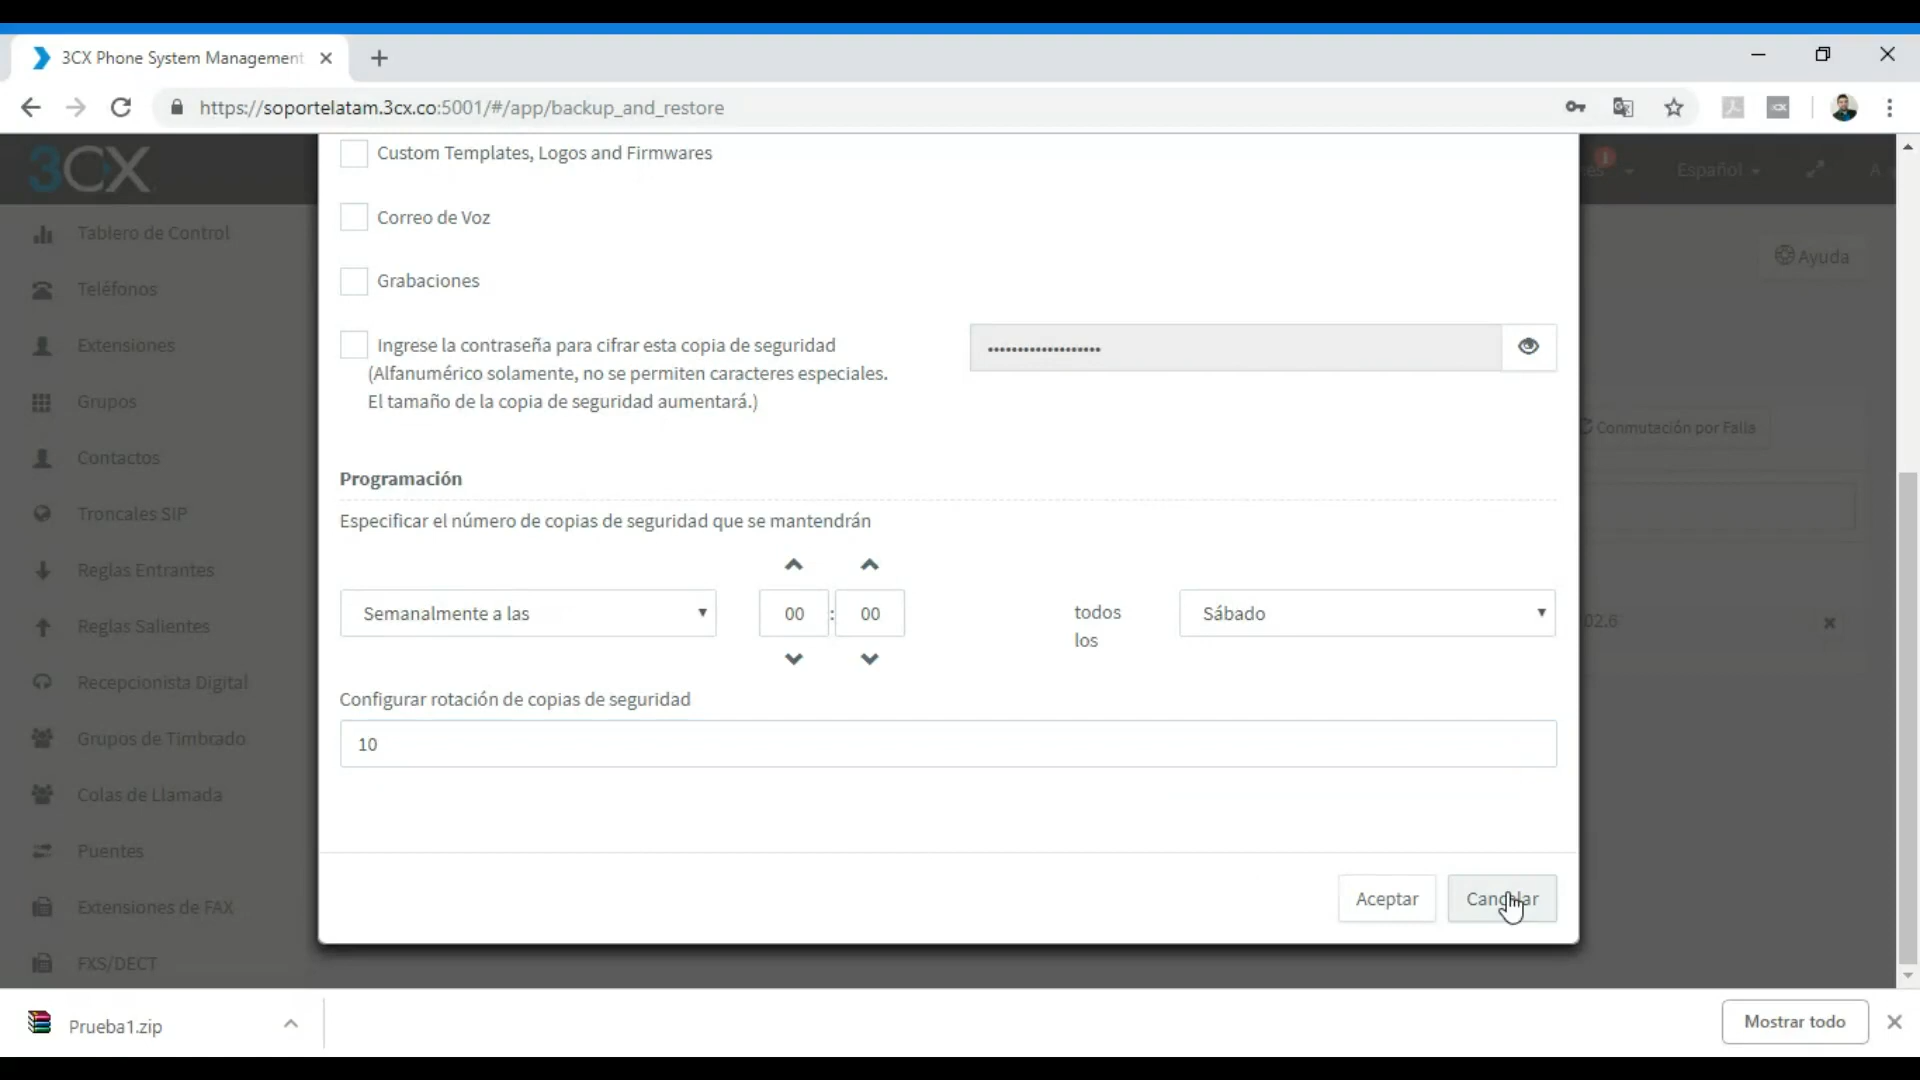 3CX Phone System Management
https://soportelatam.3cx.co:5001/#/app/backup_and_restore
3CX
Español
A
Ayuda
Tablero de Control
Teléfonos
Extensiones
Grupos
Contactos
Troncales SIP
Reglas Entrantes
Reglas Salientes
Recepcionista Digital
Grupos de Timbrado
Colas de Llamada
Puentes
Extensiones de FAX
FXS/DECT
Custom Templates, Logos and Firmwares
Correo de Voz
Grabaciones
Ingrese la contraseña para cifrar esta copia de seguridad
(Alfanumérico solamente, no se permiten caracteres especiales.
El tamaño de la copia de seguridad aumentará.)
Conmutación por Falla
Programación
Especificar el número de copias de seguridad que se mantendrán
Semanalmente a las
00 : 00
todos
los
Sábado
02.6
Configurar rotación de copias de seguridad
10
Aceptar
Cancelar
Prueba1.zip
Mostrar todo